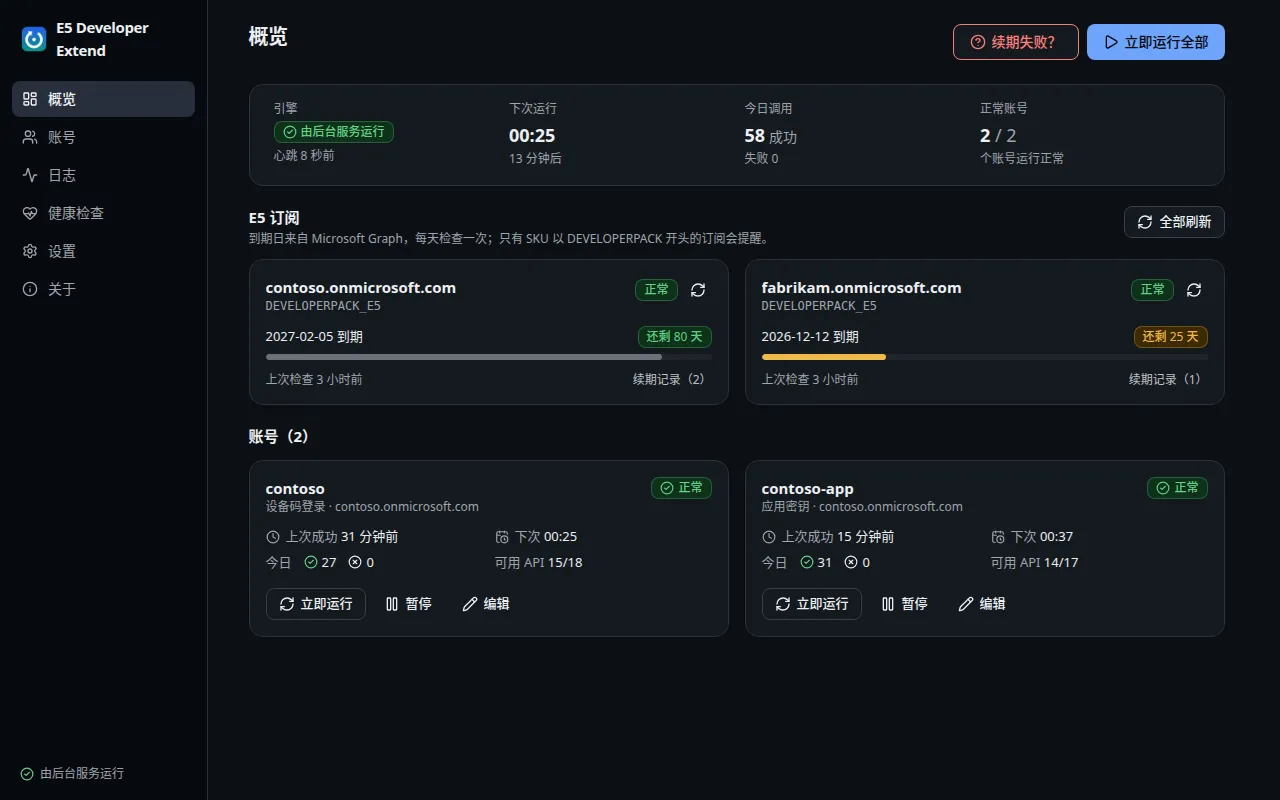 E5 Developer Extend
概览
账号
日志
健康检查
设置
关于
由后台服务运行
概览
续期失败？
立即运行全部
引擎
由后台服务运行
心跳 8 秒前
下次运行
00:25
13 分钟后
今日调用
58 成功
失败 0
正常账号
2 / 2
个账号运行正常
E5 订阅
到期日来自 Microsoft Graph，每天检查一次；只有 SKU 以 DEVELOPERPACK 开头的订阅会提醒。
全部刷新
contoso.onmicrosoft.com
正常
DEVELOPERPACK_E5
2027-02-05 到期
还剩 80 天
上次检查 3 小时前
续期记录（2）
fabrikam.onmicrosoft.com
正常
DEVELOPERPACK_E5
2026-12-12 到期
还剩 25 天
上次检查 3 小时前
续期记录（1）
账号（2）
contoso
正常
设备码登录 · contoso.onmicrosoft.com
上次成功 31 分钟前
下次 00:25
今日 27 0
可用 API 15/18
立即运行
暂停
编辑
contoso-app
正常
应用密钥 · contoso.onmicrosoft.com
上次成功 15 分钟前
下次 00:37
今日 31 0
可用 API 14/17
立即运行
暂停
编辑